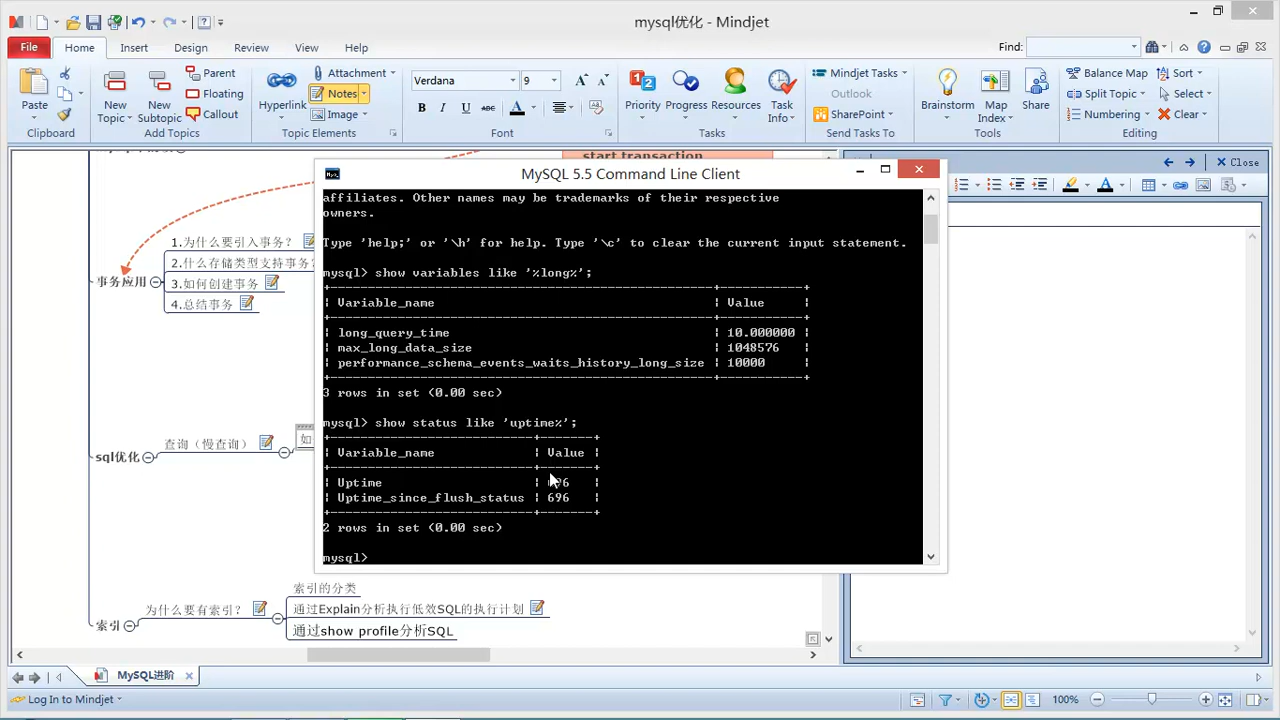 mysql优化 - Mindjet
File
Home
Insert
Design
Review
View
Help
Find:
Paste
Clipboard
New Topic
New Subtopic
Parent
Floating
Callout
Add Topics
Hyperlink
Attachment
Notes
Image
Topic Elements
Verdana
9
B I U abc A
Font
Priority
Progress
Resources
Task Info
Tasks
Mindjet Tasks
Outlook
SharePoint
Send Tasks To
Brainstorm
Map Index
Share
Tools
Balance Map
Split Topic
Numbering
Sort
Select
Clear
Editing
start transaction
Close
MySQL 5.5 Command Line Client
affiliates. Other names may be trademarks of their respective
owners.
Type 'help;' or '\h' for help. Type '\c' to clear the current input statement.
mysql> show variables like '%long%';
| Variable_name | Value |
| long_query_time | 10.000000 |
| max_long_data_size | 1048576 |
| performance_schema_events_waits_history_long_size | 10000 |
3 rows in set (0.00 sec)
mysql> show status like 'uptime%';
| Variable_name | Value |
| Uptime | 696 |
| Uptime_since_flush_status | 696 |
2 rows in set (0.00 sec)
mysql>
事务应用
1.为什么要引入事务?
2.什么存储类型支持事务?
3.如何创建事务
4.总结事务
sql优化
查询（慢查询）
如
索引
为什么要有索引?
索引的分类
通过Explain分析执行低效SQL的执行计划
通过show profile分析SQL
MySQL进阶
Log In to Mindjet
100%